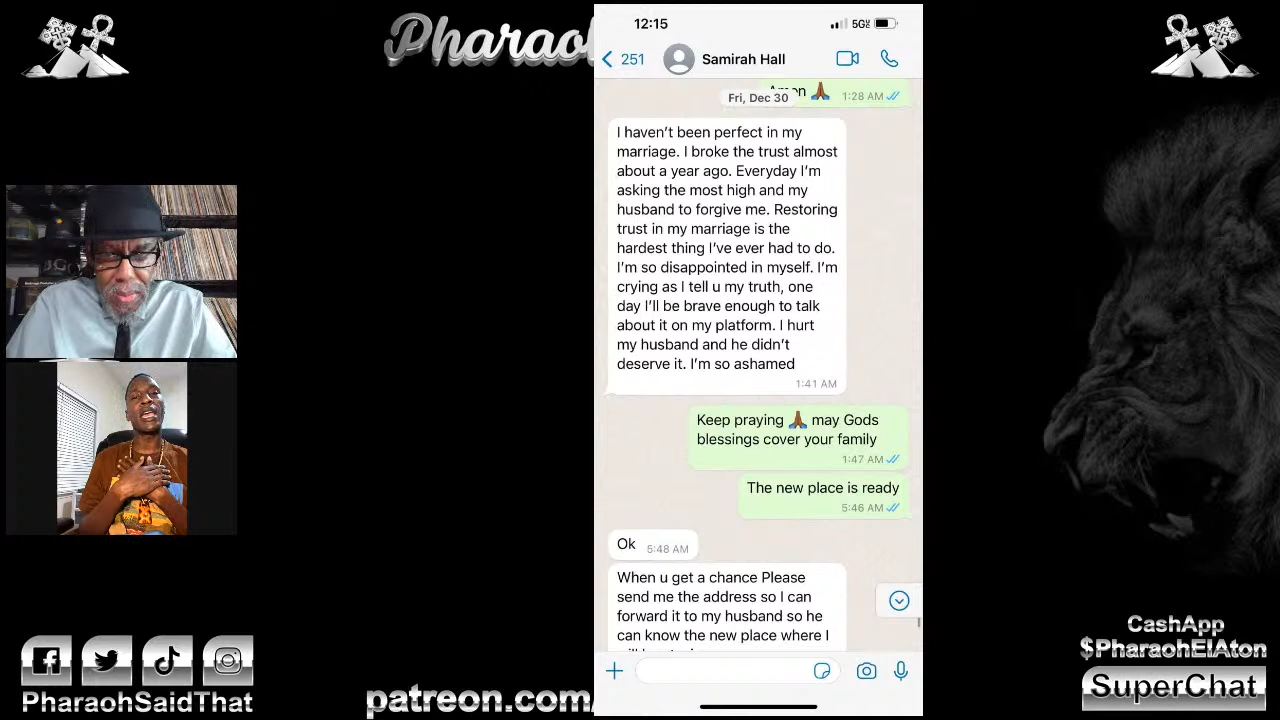 Pharao
12:15
5G
251
Samirah Hall
Fri, Dec 30
1:28 AM
I haven’t been perfect in my
marriage. I broke the trust almost
about a year ago. Everyday I’m
asking the most high and my
husband to forgive me. Restoring
trust in my marriage is the
hardest thing I’ve ever had to do.
I’m so disappointed in myself. I’m
crying as I tell u my truth, one
day I’ll be brave enough to talk
about it on my platform. I hurt
my husband and he didn’t
deserve it. I’m so ashamed
1:41 AM
Keep praying 🙏🏾 may Gods
blessings cover your family
1:47 AM
The new place is ready
5:46 AM
Ok
5:48 AM
When u get a chance Please
send me the address so I can
forward it to my husband so he
can know the new place where I
PharaohSaidThat
patreon.com/
CashApp
$PharaohElAton
SuperChat